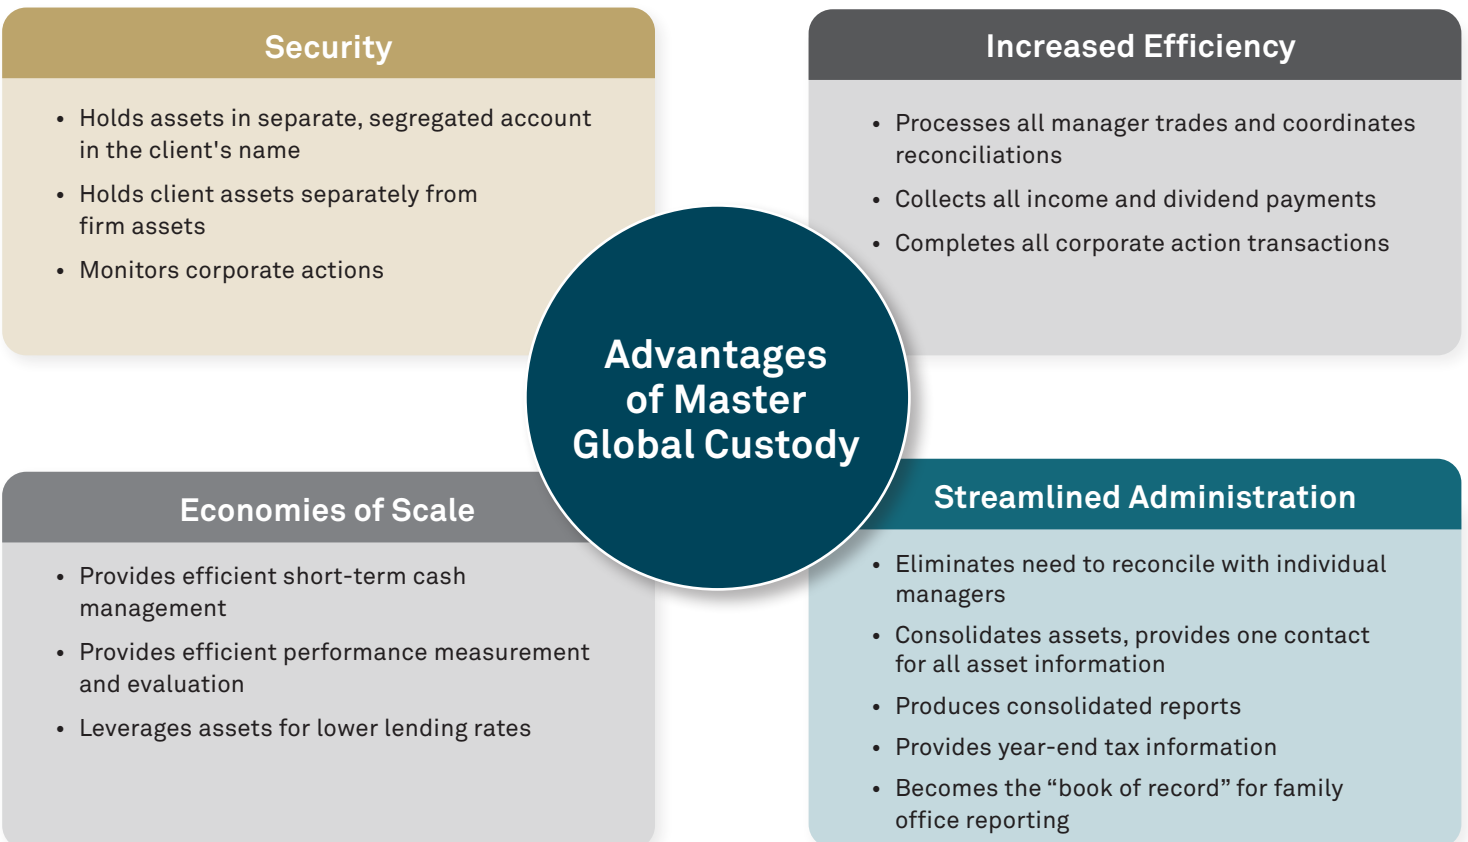 Security
• Holds assets in separate, segregated account
in the client's name
• Holds client assets separately from
firm assets
• Monitors corporate actions
Increased Efficiency
• Processes all manager trades and coordinates
reconciliations
• Collects all income and dividend payments
• Completes all corporate action transactions
Advantages
of Master
Global Custody
Economies of Scale
• Provides efficient short-term cash
management
• Provides efficient performance measurement
and evaluation
• Leverages assets for lower lending rates
Streamlined Administration
• Eliminates need to reconcile with individual
managers
• Consolidates assets, provides one contact
for all asset information
• Produces consolidated reports
• Provides year-end tax information
• Becomes the “book of record” for family
office reporting